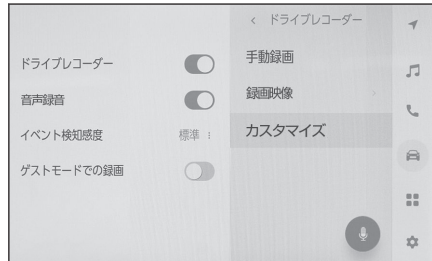 ドライブレコーダー
音声録音
イベント検知感度 標準
ゲストモードでの録画
< ドライブレコーダー
手動録画
録画映像 >
カスタマイズ